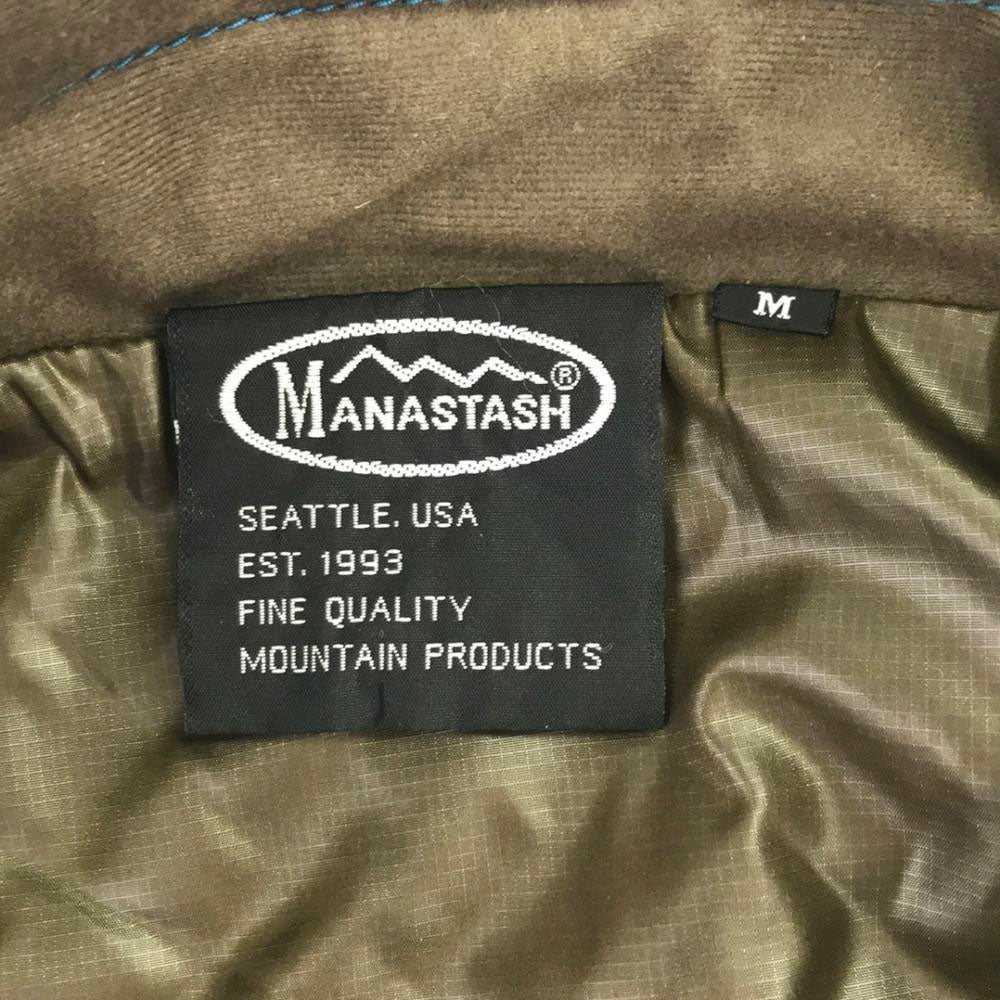 MANASTASH®
M
SEATTLE. USA
EST. 1993
FINE QUALITY
MOUNTAIN PRODUCTS